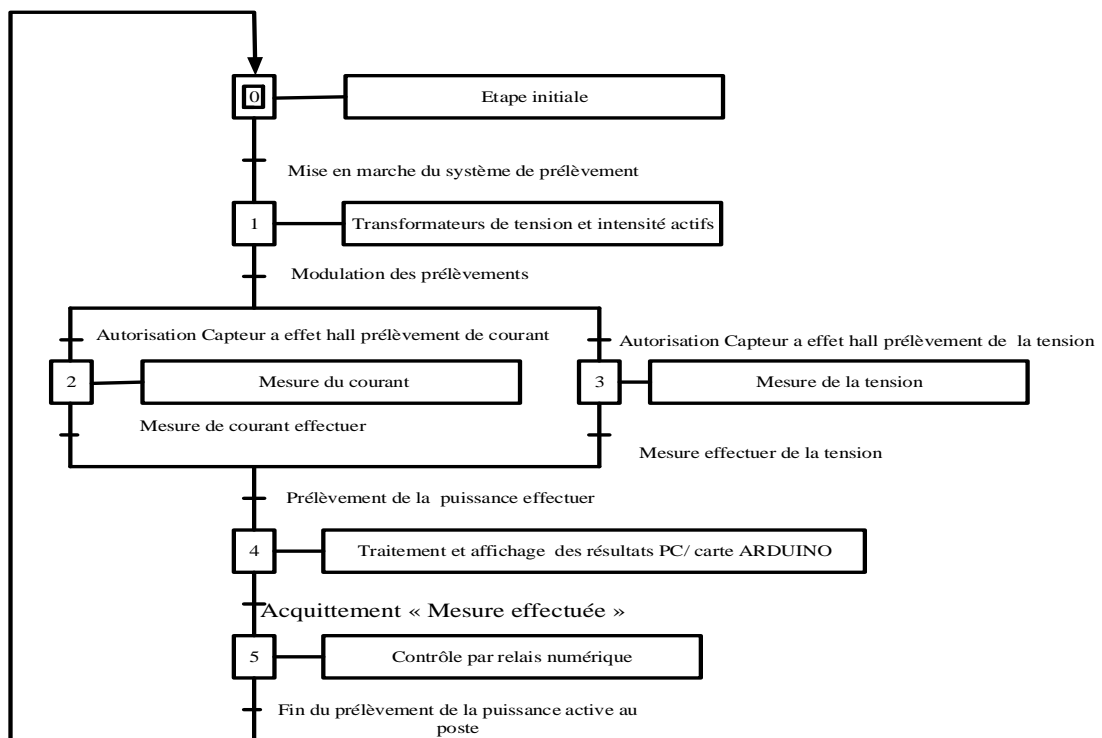 0
Etape initiale
Mise en marche du système de prélèvement
1
Transformateurs de tension et intensité actifs
Modulation des prélèvements
Autorisation Capteur a effet hall prélèvement de courant
Autorisation Capteur a effet hall prélèvement de la tension
2
Mesure du courant
3
Mesure de la tension
Mesure de courant effectuer
Mesure effectuer de la tension
Prélèvement de la puissance effectuer
4
Traitement et affichage des résultats PC/ carte ARDUINO
Acquittement « Mesure effectuée »
5
Contrôle par relais numérique
Fin du prélèvement de la puissance active au
poste